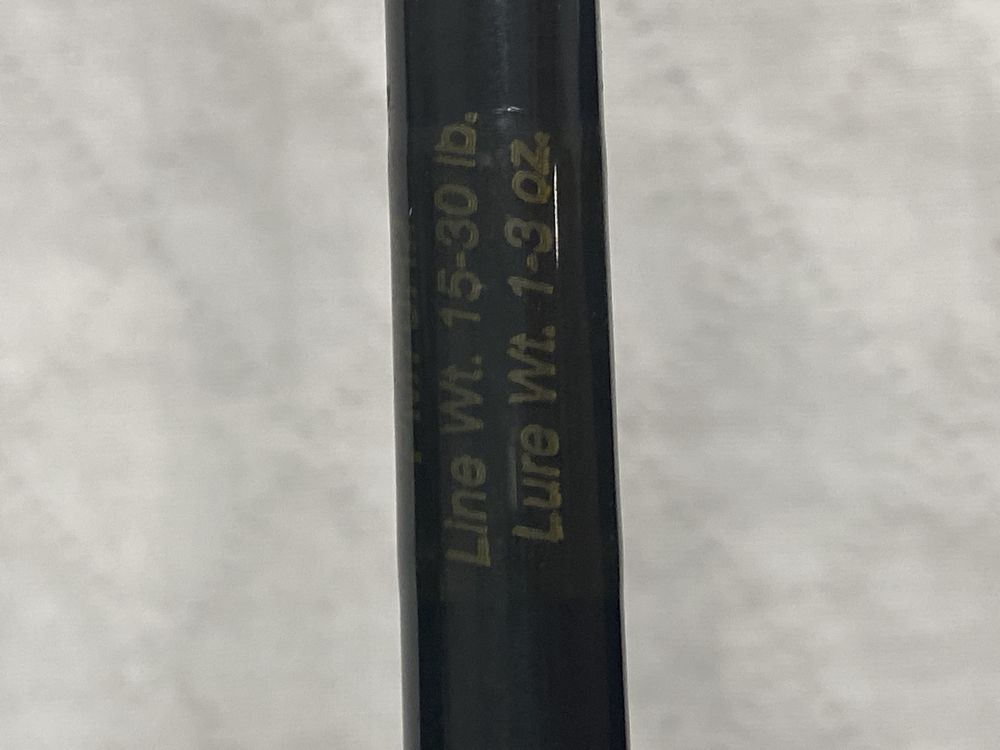 Line Wt. 15-30 lb.
Lure Wt. 1-3 oz.